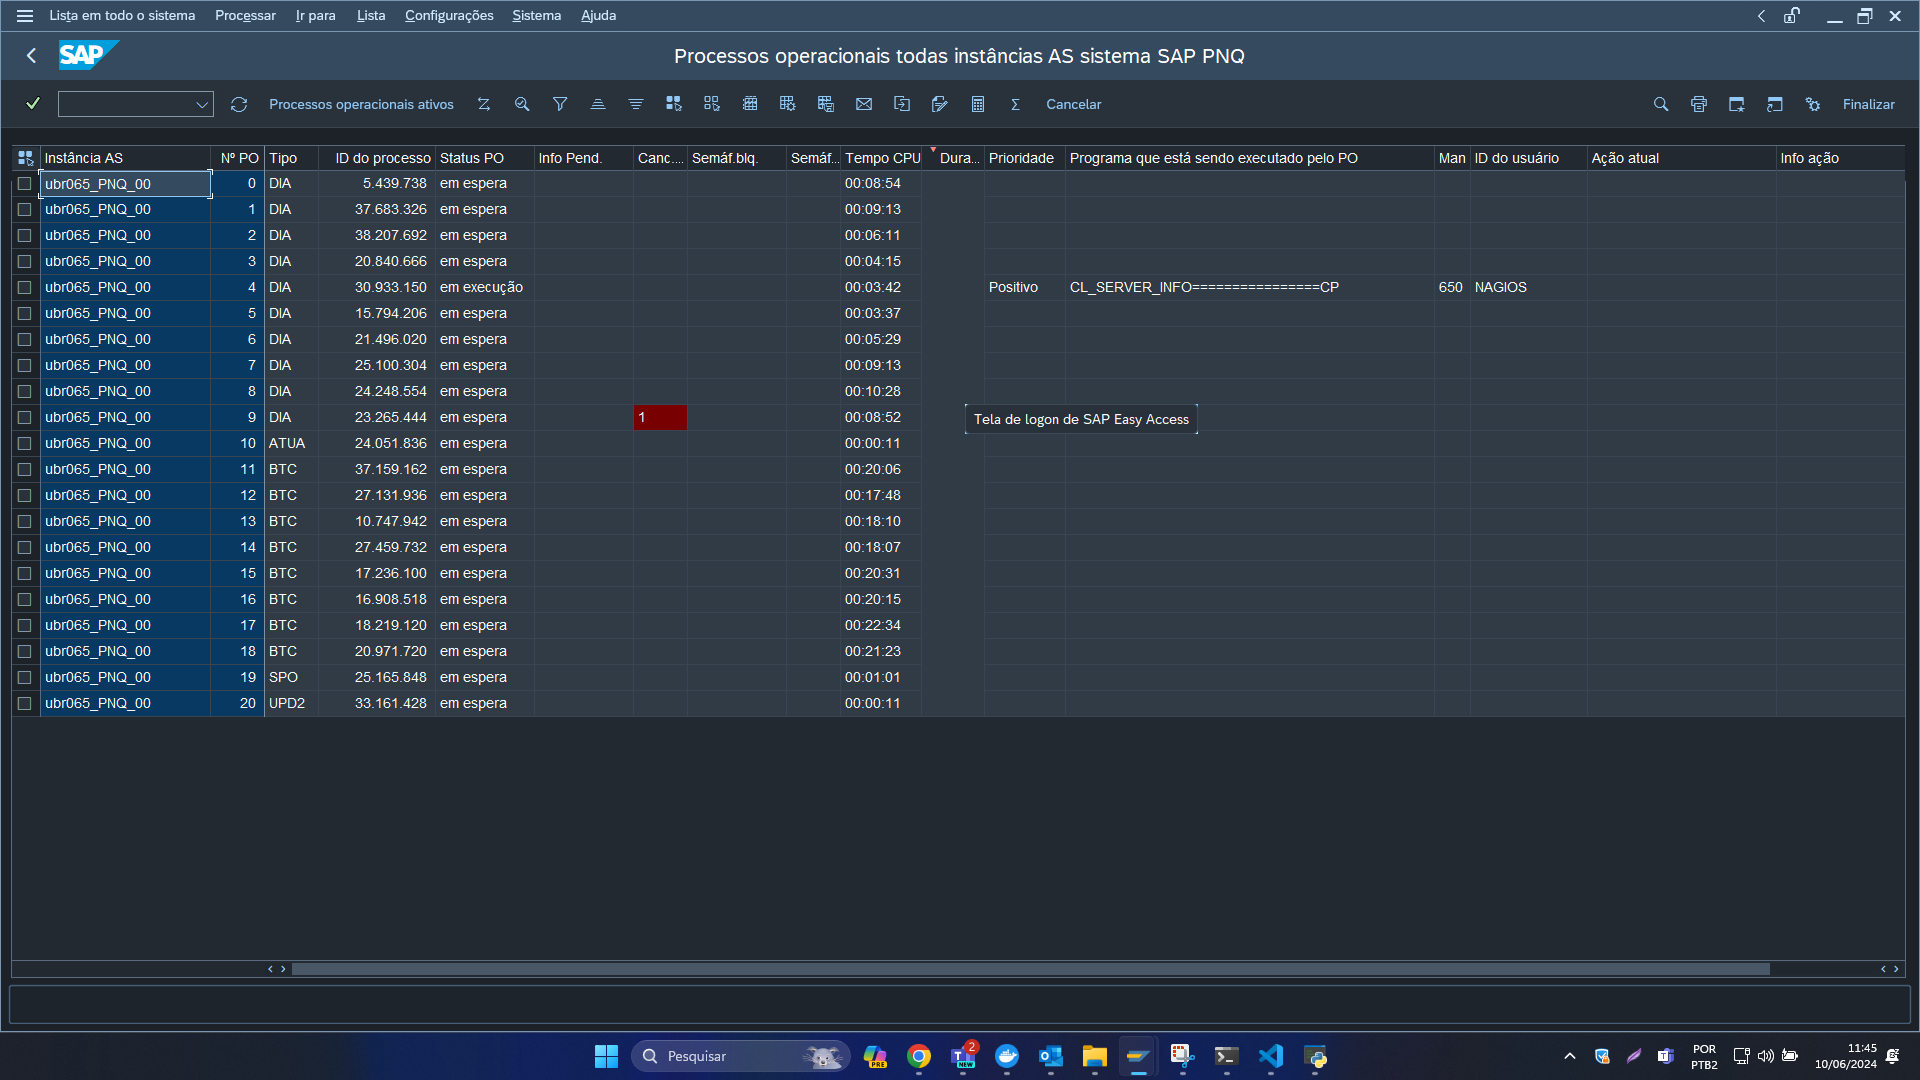 Lista em todo o sistema Processar Ir para Lista Configurações Sistema Ajuda
SAP Processos operacionais todas instâncias AS sistema SAP PNQ
Processos operacionais ativos Cancelar Finalizar
Instância AS Nº PO Tipo ID do processo Status PO Info Pend. Canc.... Semáf.blq. Semáf... Tempo CPU Dura... Prioridade Programa que está sendo executado pelo PO Man ID do usuário Ação atual Info ação
ubr065_PNQ_00 0 DIA 5.439.738 em espera 00:08:54
ubr065_PNQ_00 1 DIA 37.683.326 em espera 00:09:13
ubr065_PNQ_00 2 DIA 38.207.692 em espera 00:06:11
ubr065_PNQ_00 3 DIA 20.840.666 em espera 00:04:15
ubr065_PNQ_00 4 DIA 30.933.150 em execução 00:03:42 Positivo CL_SERVER_INFO================CP 650 NAGIOS
ubr065_PNQ_00 5 DIA 15.794.206 em espera 00:03:37
ubr065_PNQ_00 6 DIA 21.496.020 em espera 00:05:29
ubr065_PNQ_00 7 DIA 25.100.304 em espera 00:09:13
ubr065_PNQ_00 8 DIA 24.248.554 em espera 00:10:28
ubr065_PNQ_00 9 DIA 23.265.444 em espera 1 00:08:52 Tela de logon de SAP Easy Access
ubr065_PNQ_00 10 ATUA 24.051.836 em espera 00:00:11
ubr065_PNQ_00 11 BTC 37.159.162 em espera 00:20:06
ubr065_PNQ_00 12 BTC 27.131.936 em espera 00:17:48
ubr065_PNQ_00 13 BTC 10.747.942 em espera 00:18:10
ubr065_PNQ_00 14 BTC 27.459.732 em espera 00:18:07
ubr065_PNQ_00 15 BTC 17.236.100 em espera 00:20:31
ubr065_PNQ_00 16 BTC 16.908.518 em espera 00:20:15
ubr065_PNQ_00 17 BTC 18.219.120 em espera 00:22:34
ubr065_PNQ_00 18 BTC 20.971.720 em espera 00:21:23
ubr065_PNQ_00 19 SPO 25.165.848 em espera 00:01:01
ubr065_PNQ_00 20 UPD2 33.161.428 em espera 00:00:11
Pesquisar PRE 2 NEW POR 11:45
PTB2 10/06/2024